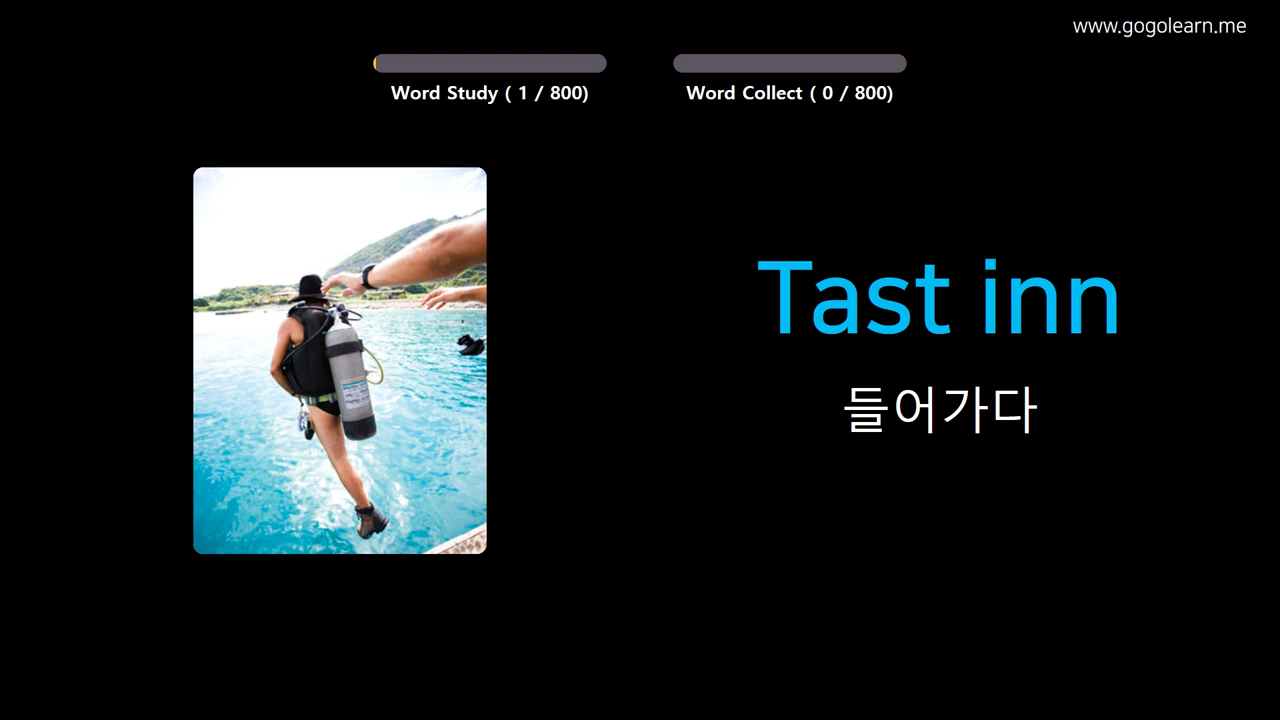 www.gogolearn.me
Word Study ( 1 / 800)
Word Collect ( 0 / 800)
Tast inn
들어가다